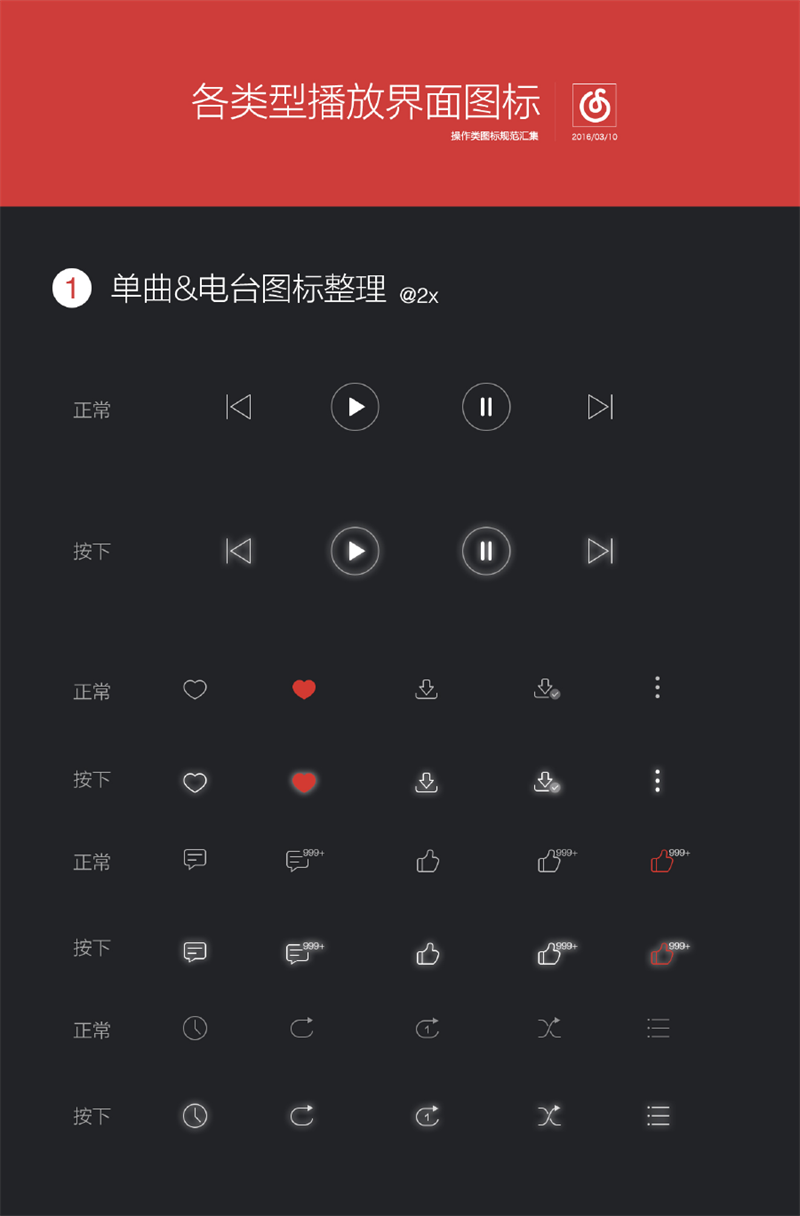 各类型播放界面图标
操作类图标规范汇集
2016/03/10
1 单曲&电台图标整理 @2x
正常
按下
正常
按下
正常
999+
999+
999+
按下
999+
999+
999+
正常
1
按下
1